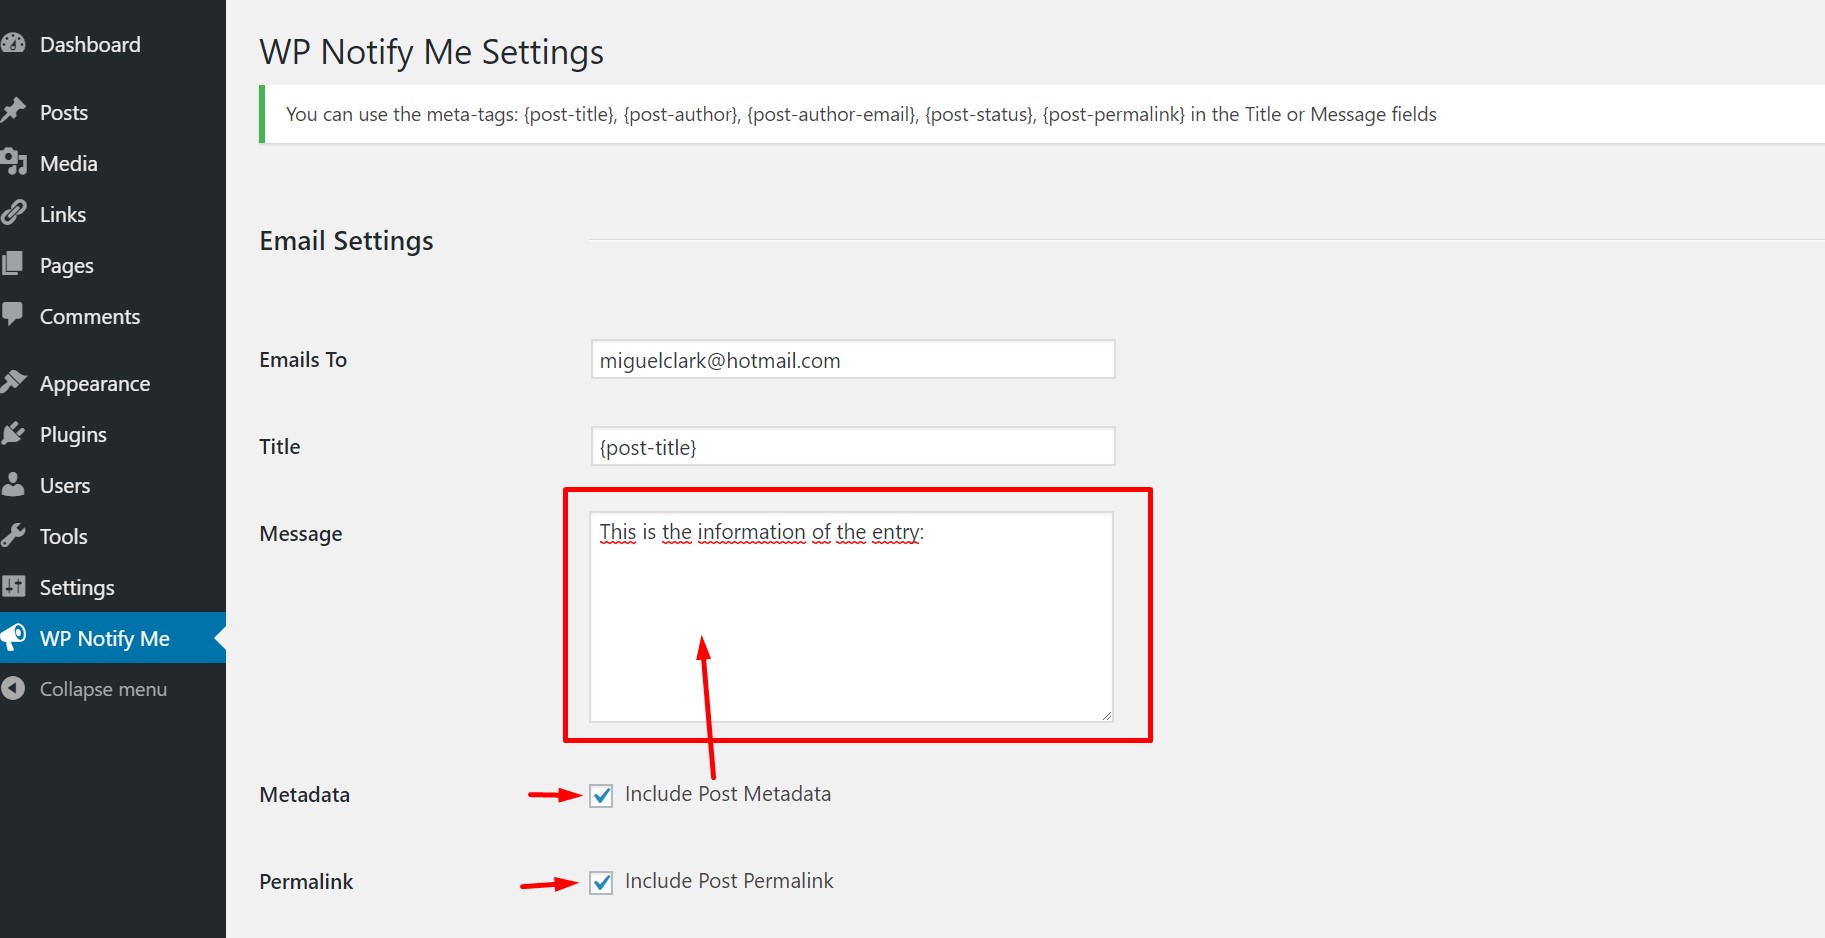 Dashboard
Posts
Media
Links
Pages
Comments
Appearance
Plugins
Users
Tools
Settings
WP Notify Me
Collapse menu
WP Notify Me Settings
You can use the meta-tags: {post-title}, {post-author}, {post-author-email}, {post-status}, {post-permalink} in the Title or Message fields
Email Settings
Emails To
miguelclark@hotmail.com
Title
{post-title}
Message
This is the information of the entry:
Metadata
Include Post Metadata
Permalink
Include Post Permalink